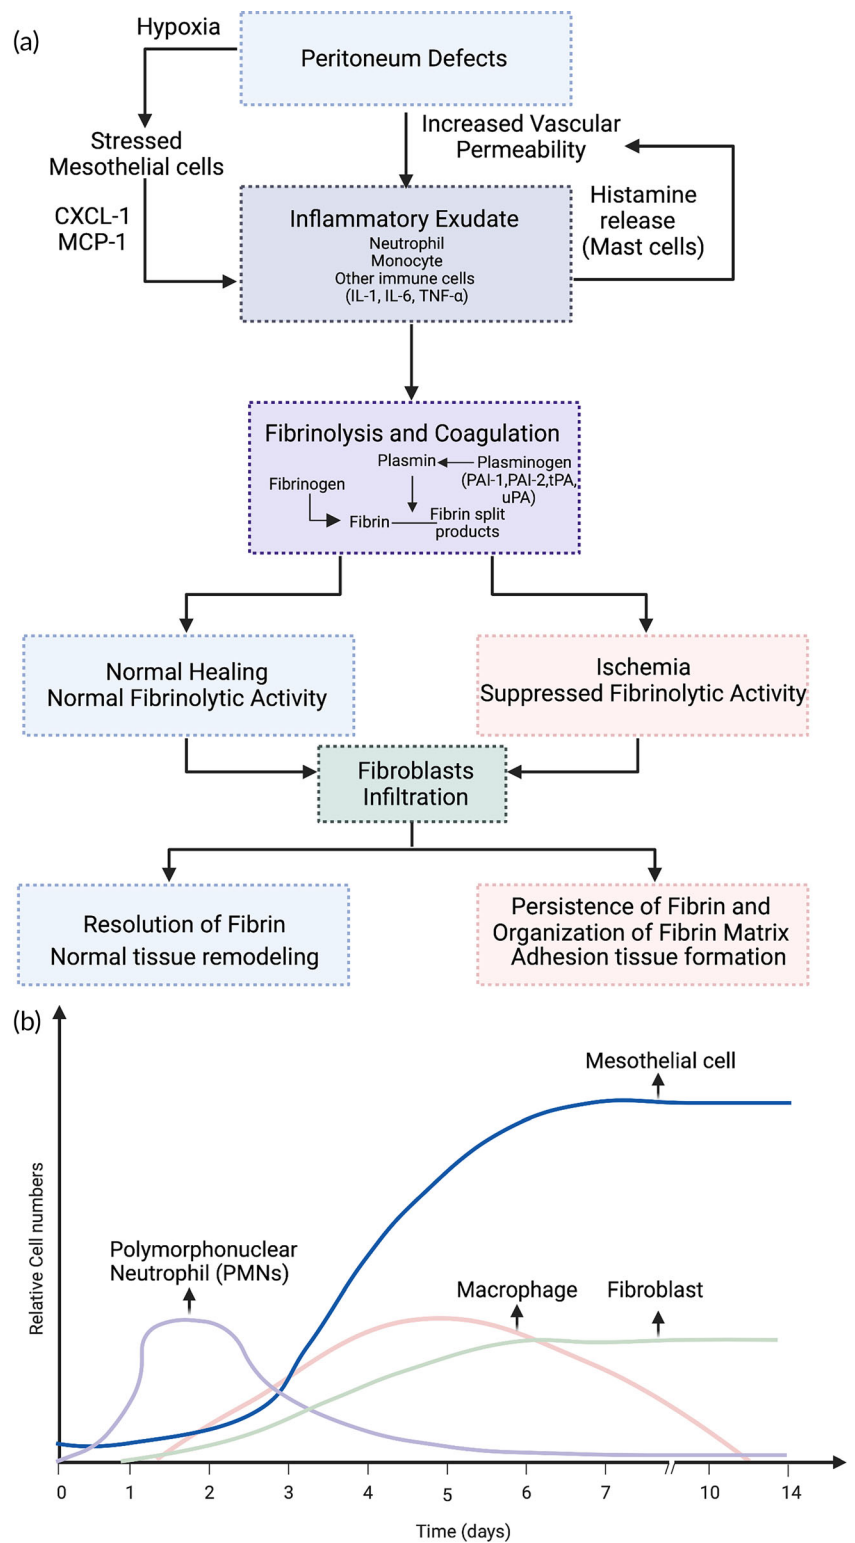 (a)
Hypoxia
Peritoneum Defects
Increased Vascular
Permeability
Stressed
Mesothelial cells
CXCL-1
MCP-1
Inflammatory Exudate
Neutrophil
Monocyte
Other immune cells
(IL-1, IL-6, TNF-α)
Histamine
release
(Mast cells)
Fibrinolysis and Coagulation
Plasmin
Plasminogen
(PAI-1,PAI-2,tPA,
uPA)
Fibrinogen
Fibrin
Fibrin split
products
Normal Healing
Normal Fibrinolytic Activity
Ischemia
Suppressed Fibrinolytic Activity
Fibroblasts
Infiltration
Resolution of Fibrin
Normal tissue remodeling
Persistence of Fibrin and
Organization of Fibrin Matrix
Adhesion tissue formation
(b)
Mesothelial cell
Polymorphonuclear
Neutrophil (PMNs)
Macrophage
Fibroblast
Relative Cell numbers
0 1 2 3 4 5 6 7 10 14
Time (days)